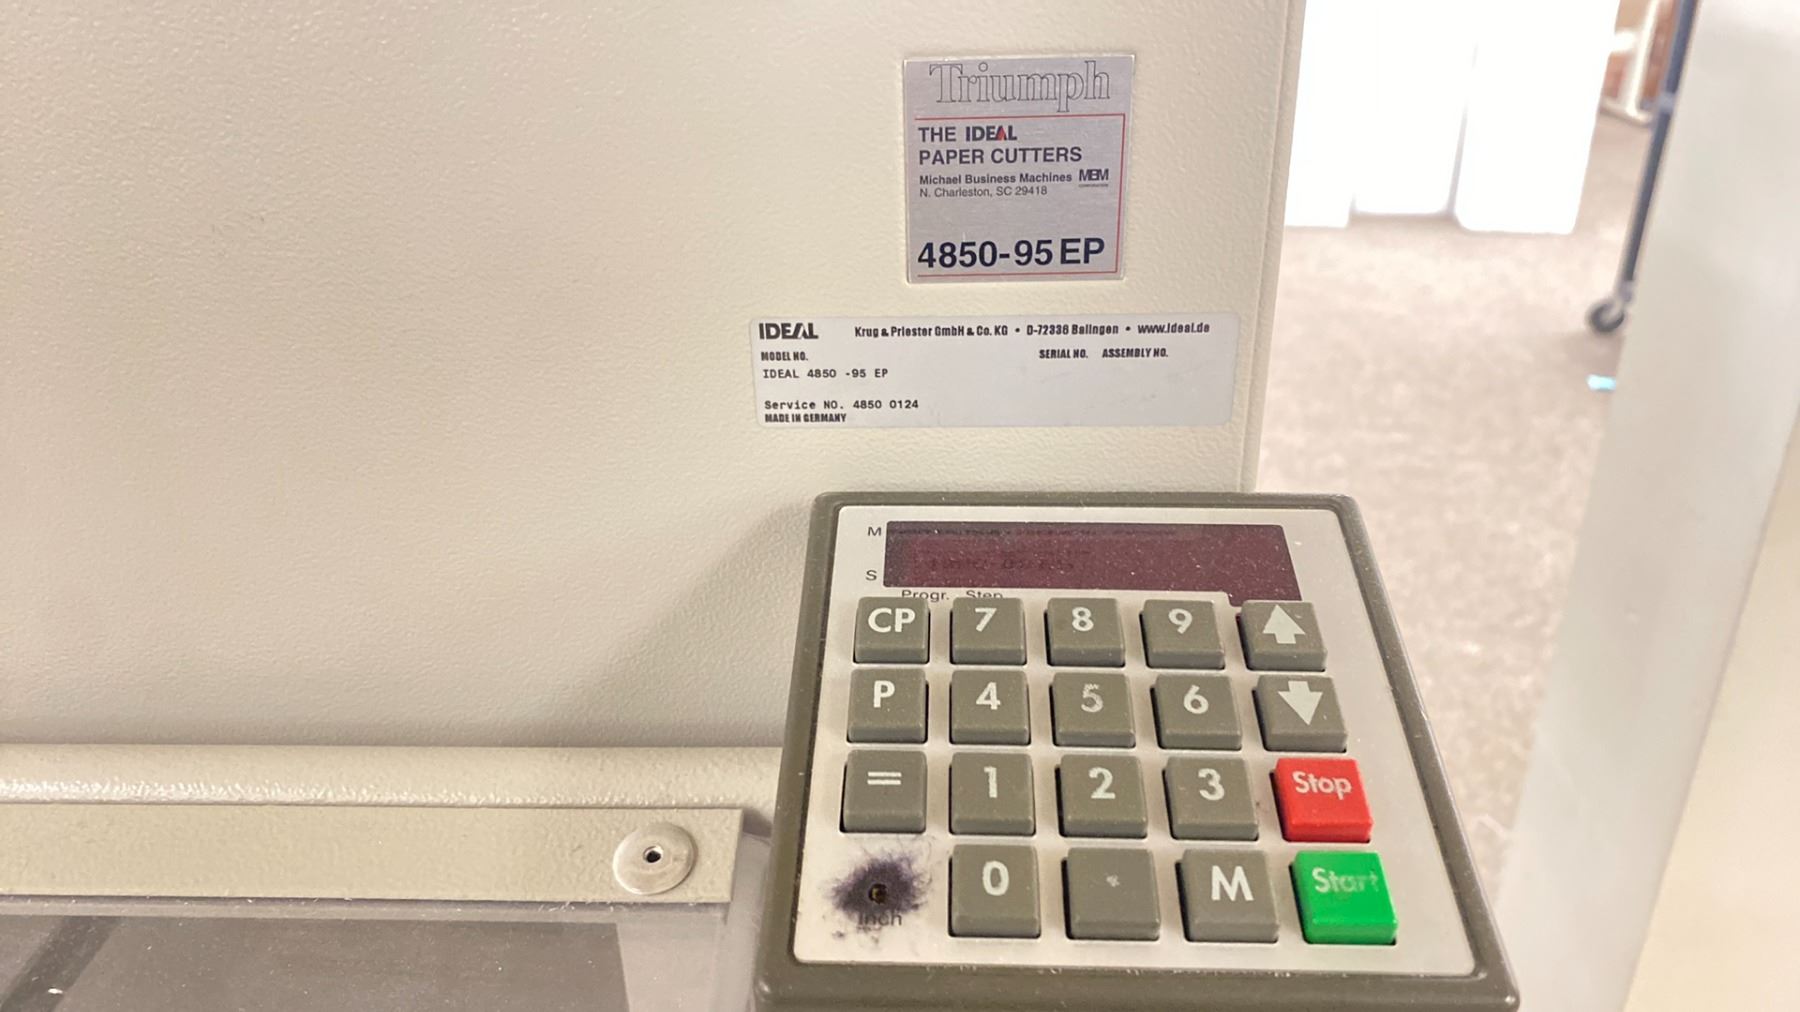 Triumph
THE IDEAL
PAPER CUTTERS
Michael Business Machines MBM
N. Charleston, SC 29418
4850-95 EP
IDEAL Krug & Priester GmbH & Co. KG • D-72336 Balingen • www.ideal.de
MODEL NO. SERIAL NO. ASSEMBLY NO.
IDEAL 4850 -95 EP
Service NO. 4850 0124
MADE IN GERMANY
M
S
Progr. Step
CP 7 8 9
P 4 5 6
= 1 2 3 Stop
0 . M Start
Inch